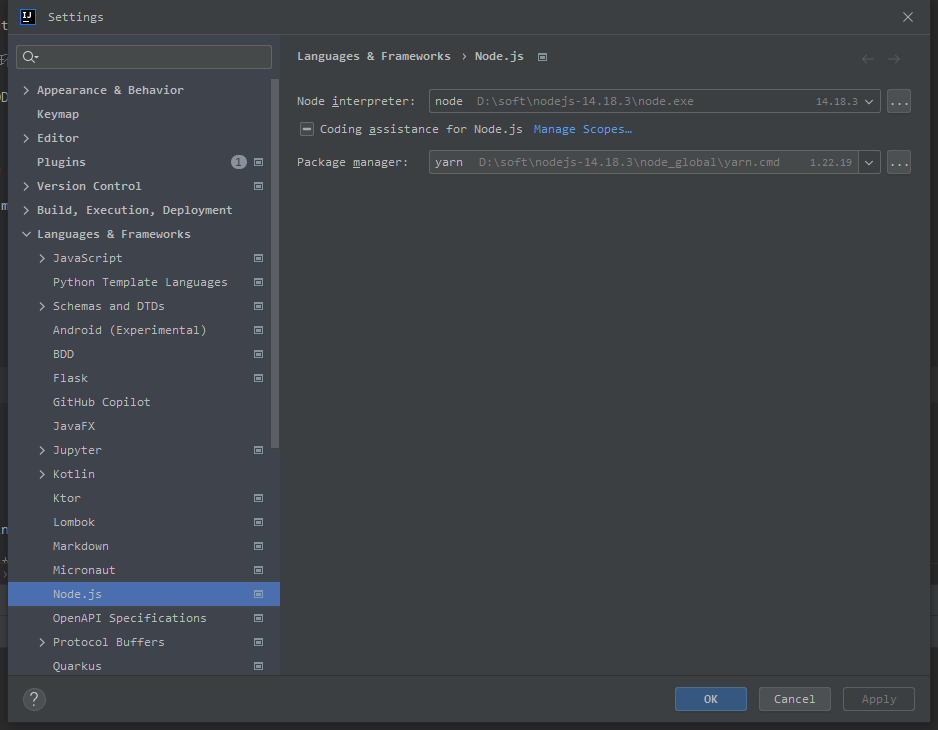 Settings
Languages & Frameworks › Node.js
Appearance & Behavior
Keymap
Editor
Plugins 1
Version Control
Build, Execution, Deployment
Languages & Frameworks
JavaScript
Python Template Languages
Schemas and DTDs
Android (Experimental)
BDD
Flask
GitHub Copilot
JavaFX
Jupyter
Kotlin
Ktor
Lombok
Markdown
Micronaut
Node.js
OpenAPI Specifications
Protocol Buffers
Quarkus
Node interpreter: node D:\soft\nodejs-14.18.3\node.exe 14.18.3 ...
Coding assistance for Node.js Manage Scopes…
Package manager: yarn D:\soft\nodejs-14.18.3\node_global\yarn.cmd 1.22.19 ...
? OK Cancel Apply